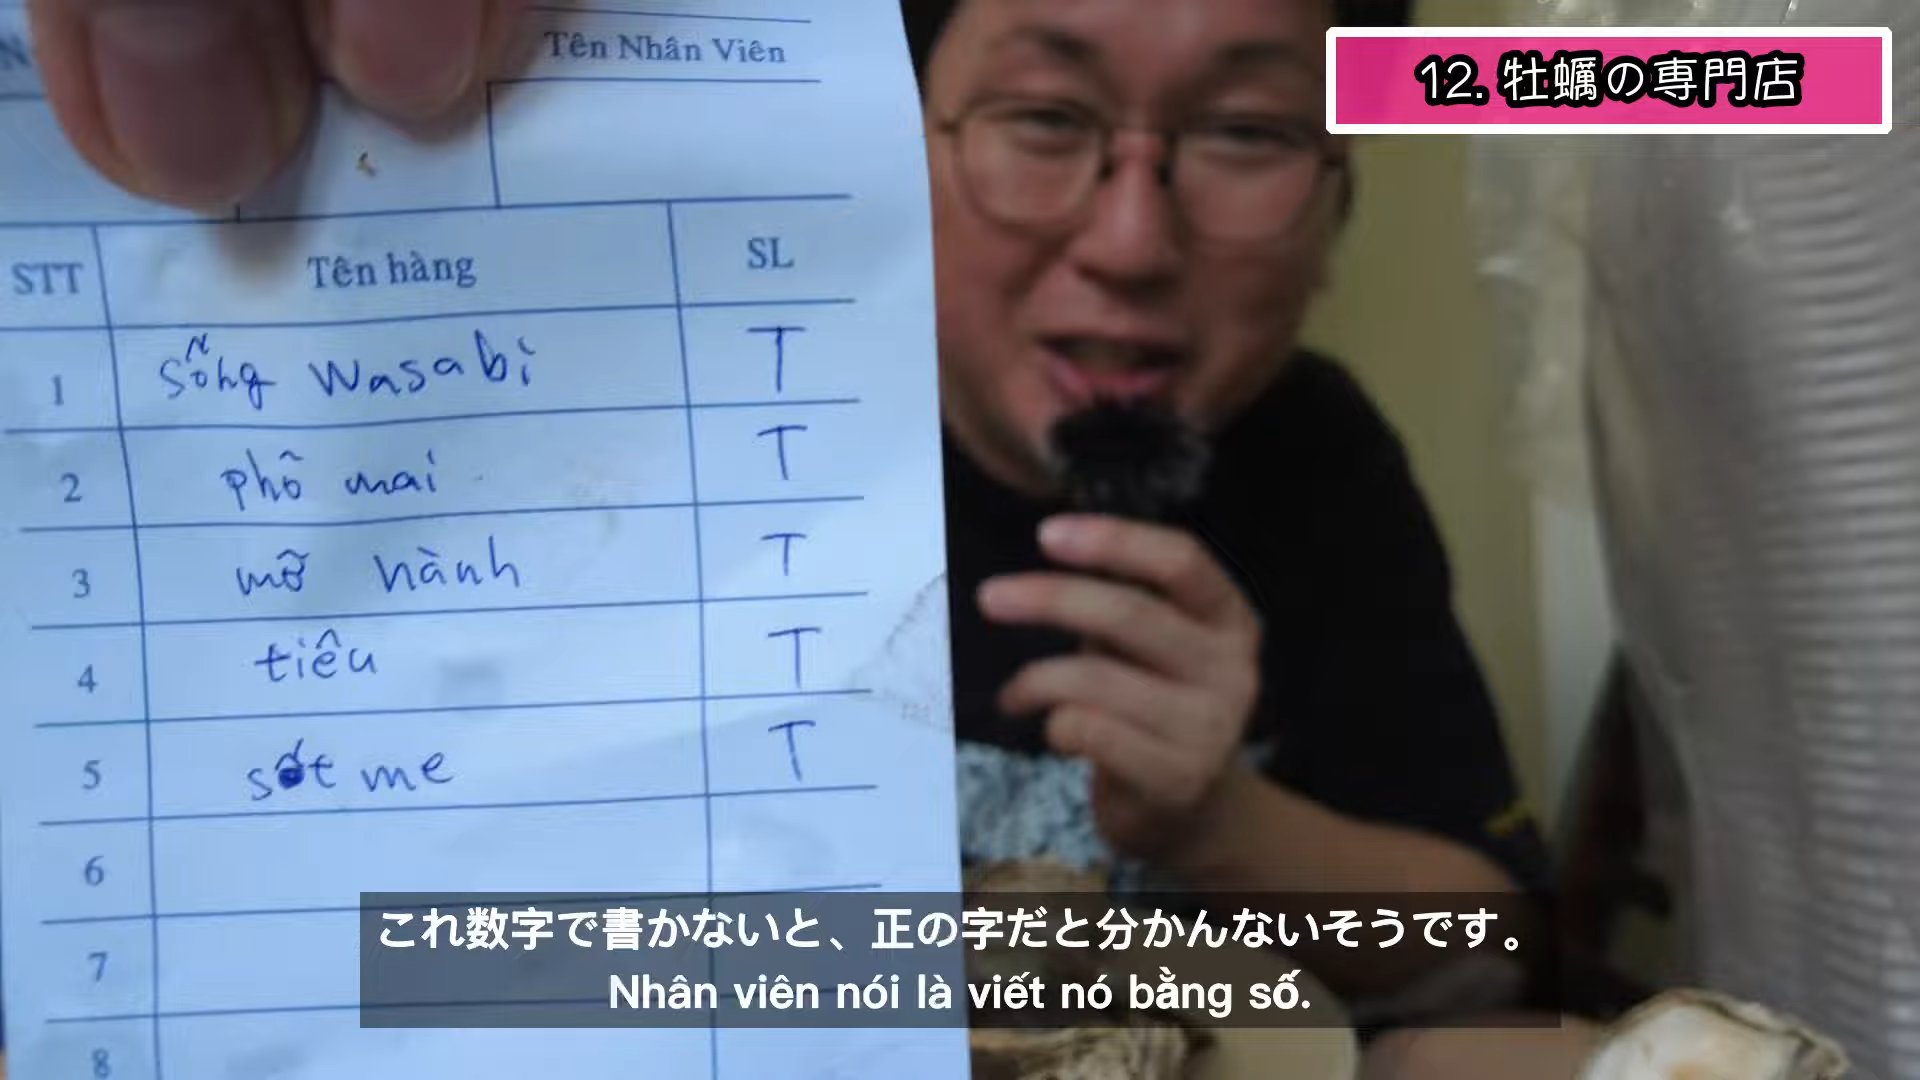 Tên Nhân Viên
12. 牡蠣の専門店
STT Tên hàng SL
1 sống Wasabi T
2 phô mai T
3 mỡ hành T
4 tiêu T
5 sốt me T
6
7
8
これ数字で書かないと、正の字だと分かんないそうです。
Nhân viên nói là viết nó bằng số.